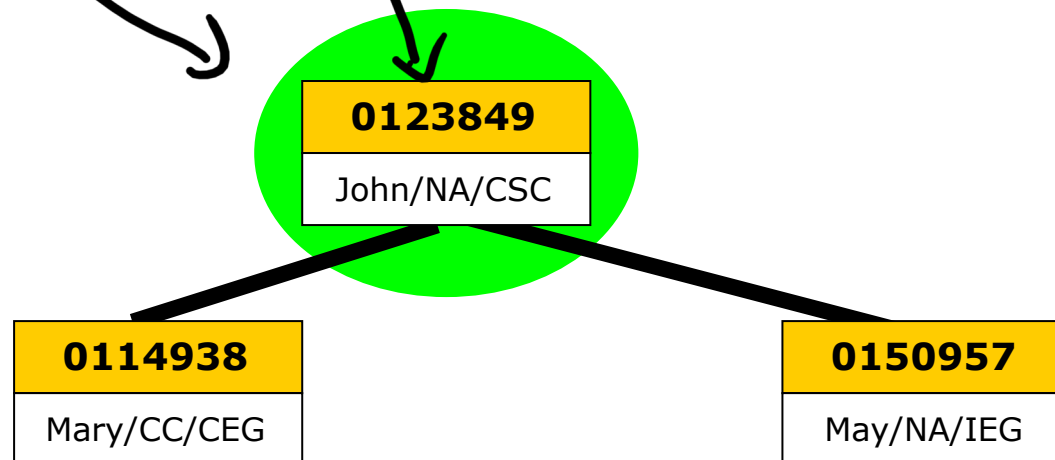 0123849
John/NA/CSC
0114938
Mary/CC/CEG
0150957
May/NA/IEG